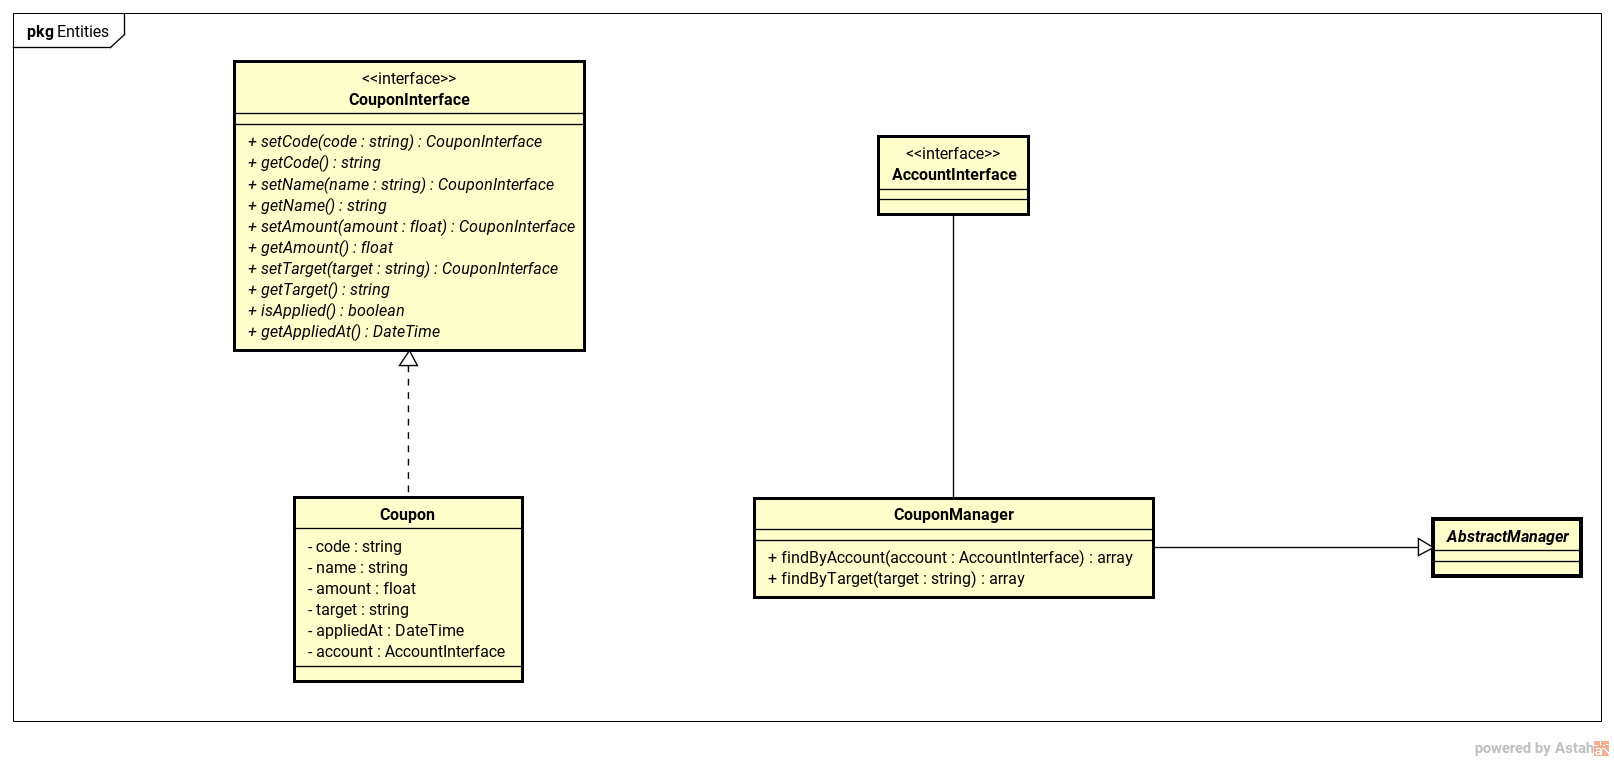 pkg Entities
<<interface>>
CouponInterface
+ setCode(code : string) : CouponInterface
+ getCode() : string
+ setName(name : string) : CouponInterface
+ getName() : string
+ setAmount(amount : float) : CouponInterface
+ getAmount() : float
+ setTarget(target : string) : CouponInterface
+ getTarget() : string
+ isApplied() : boolean
+ getAppliedAt() : DateTime
<<interface>>
AccountInterface
Coupon
- code : string
- name : string
- amount : float
- target : string
- appliedAt : DateTime
- account : AccountInterface
CouponManager
+ findByAccount(account : AccountInterface) : array
+ findByTarget(target : string) : array
AbstractManager
powered by Astah